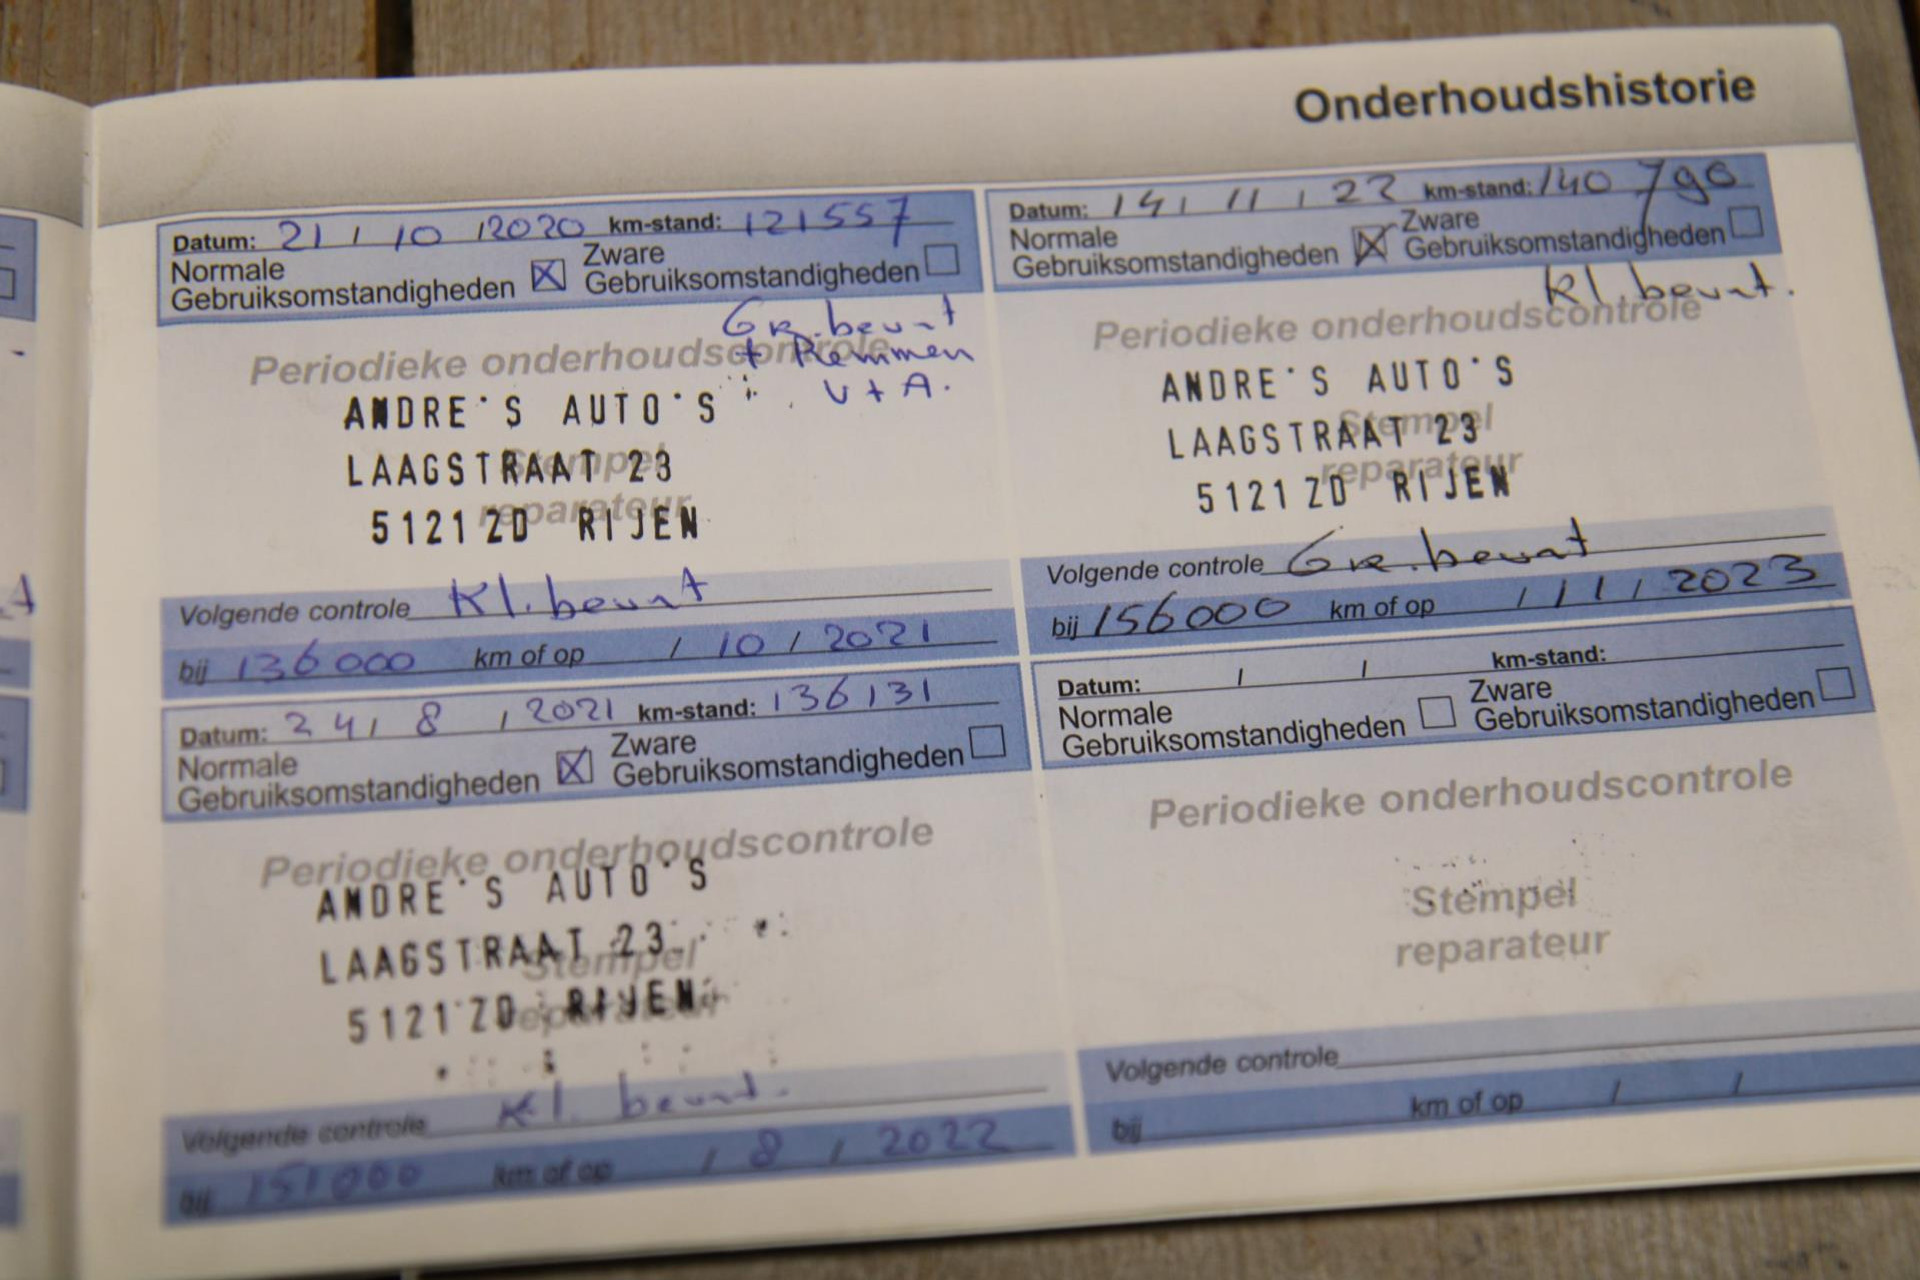 Onderhoudshistorie
Datum: 21 / 10 / 2020 km-stand: 121557
Normale Gebruiksomstandigheden ☒ Zware Gebruiksomstandigheden ☐
Gr. beurt
+ Remmen
V + A.
Periodieke onderhoudscontrole
ANDRE'S AUTO'S
Stempel
LAAGSTRAAT 23
reparateur
5121 ZD RIJEN
Volgende controle Kl. beurt
bij 136000 km of op / 10 / 2021
Datum: 24 / 8 / 2021 km-stand: 136131
Normale Gebruiksomstandigheden ☒ Zware Gebruiksomstandigheden ☐
Periodieke onderhoudscontrole
ANDRE'S AUTO'S
LAAGSTRAAT 23
Stempel
5121 ZD RIJEN
reparateur
Volgende controle Kl. beurt.
bij 151000 km of op / 8 / 2022
Datum: 14 / 11 / 22 km-stand: 140790
Normale Gebruiksomstandigheden ☒ Zware Gebruiksomstandigheden ☐
Kl. beurt.
Periodieke onderhoudscontrole
ANDRE'S AUTO'S
Stempel
LAAGSTRAAT 23
reparateur
5121 ZD RIJEN
Volgende controle Gr. beurt
bij 156000 km of op / 11 / 2023
Datum: / / km-stand:
Normale Gebruiksomstandigheden ☐ Zware Gebruiksomstandigheden ☐
Periodieke onderhoudscontrole
Stempel
reparateur
Volgende controle
bij km of op / /